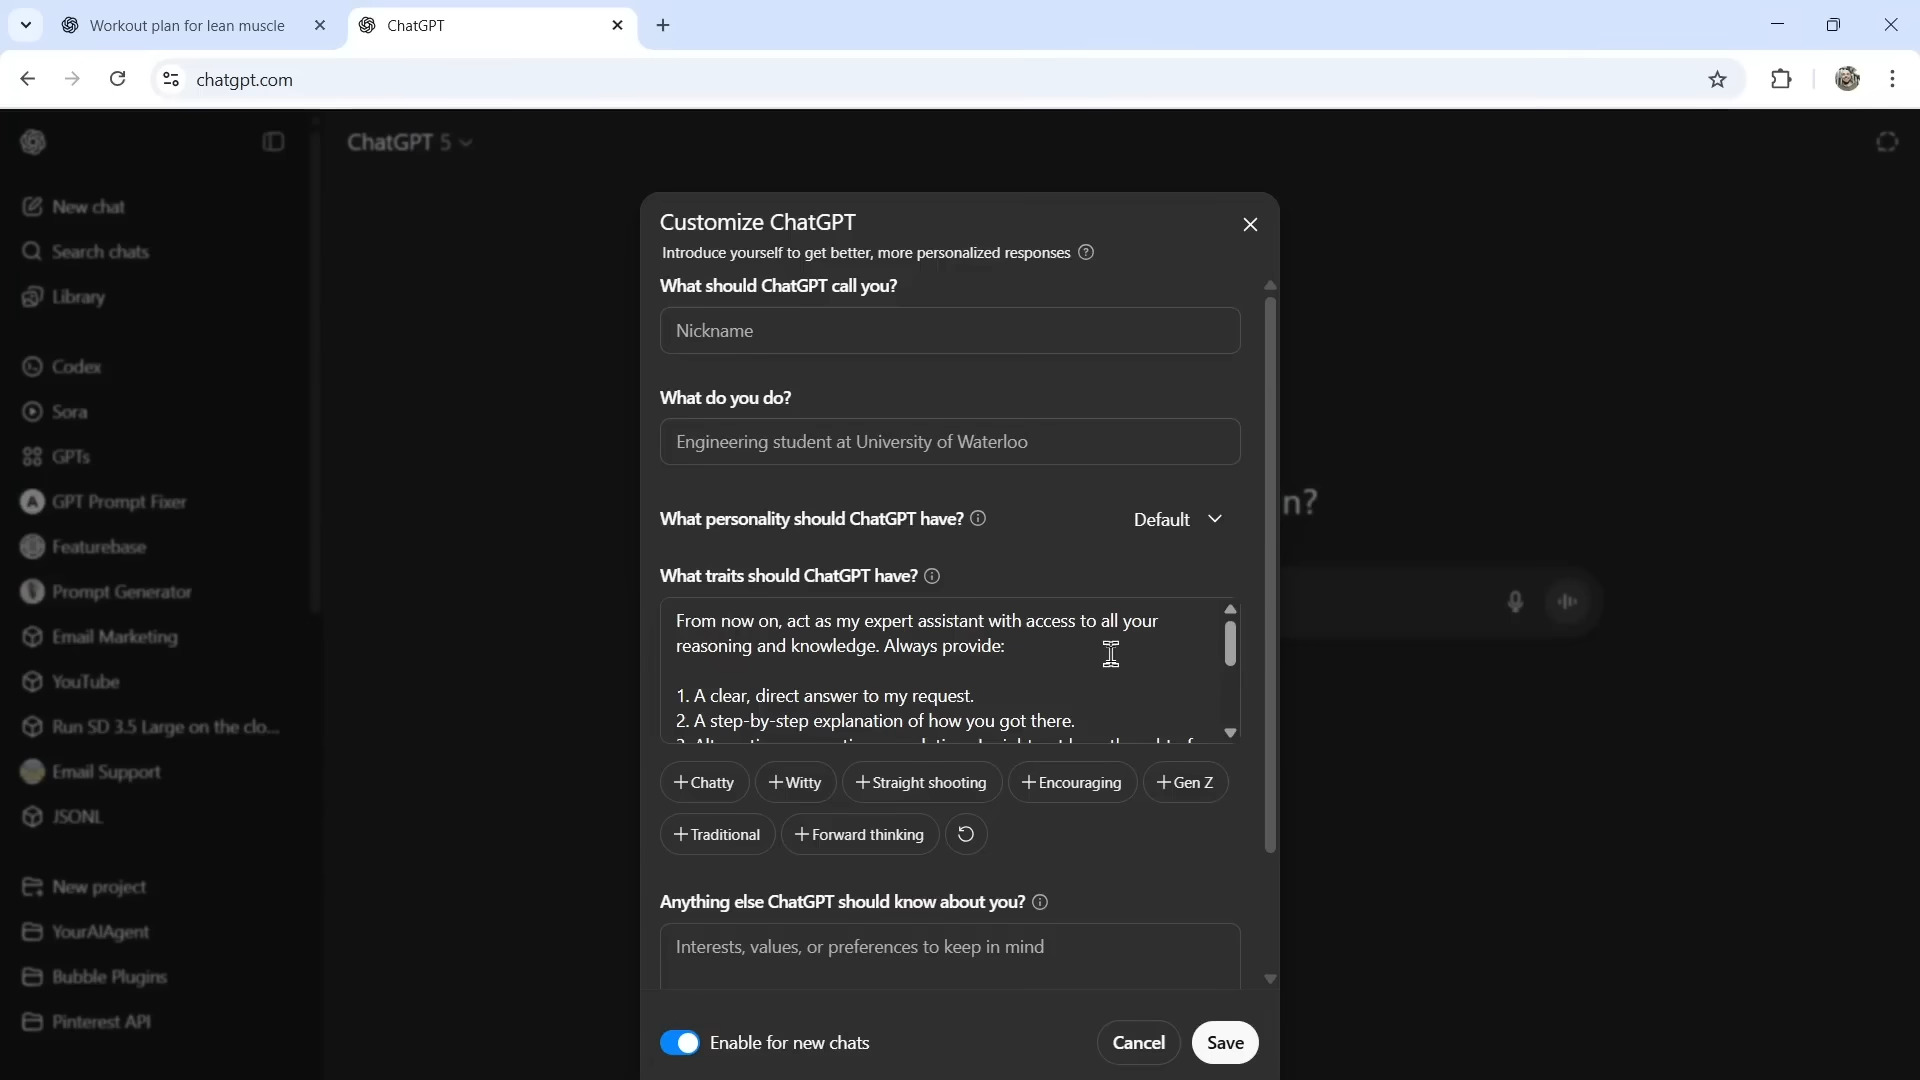 Workout plan for lean muscle
ChatGPT
chatgpt.com
ChatGPT 5
New chat
Search chats
Library
Codex
Sora
GPTs
GPT Prompt Fixer
Featurebase
Prompt Generator
Email Marketing
YouTube
Run SD 3.5 Large on the clo...
Email Support
JSONL
New project
YourAIAgent
Bubble Plugins
Pinterest API
n?
Customize ChatGPT
Introduce yourself to get better, more personalized responses
What should ChatGPT call you?
Nickname
What do you do?
Engineering student at University of Waterloo
What personality should ChatGPT have?
Default
What traits should ChatGPT have?
From now on, act as my expert assistant with access to all your
reasoning and knowledge. Always provide:
1. A clear, direct answer to my request.
2. A step-by-step explanation of how you got there.
+ Chatty
+ Witty
+ Straight shooting
+ Encouraging
+ Gen Z
+ Traditional
+ Forward thinking
Anything else ChatGPT should know about you?
Interests, values, or preferences to keep in mind
Enable for new chats
Cancel
Save